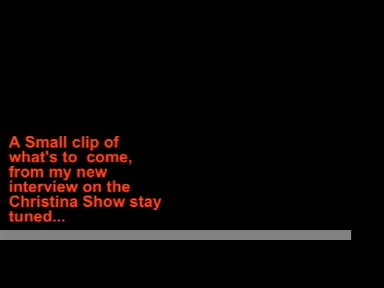 A Small clip of
what's to  come,
from my new
interview on the
Christina Show stay
tuned...